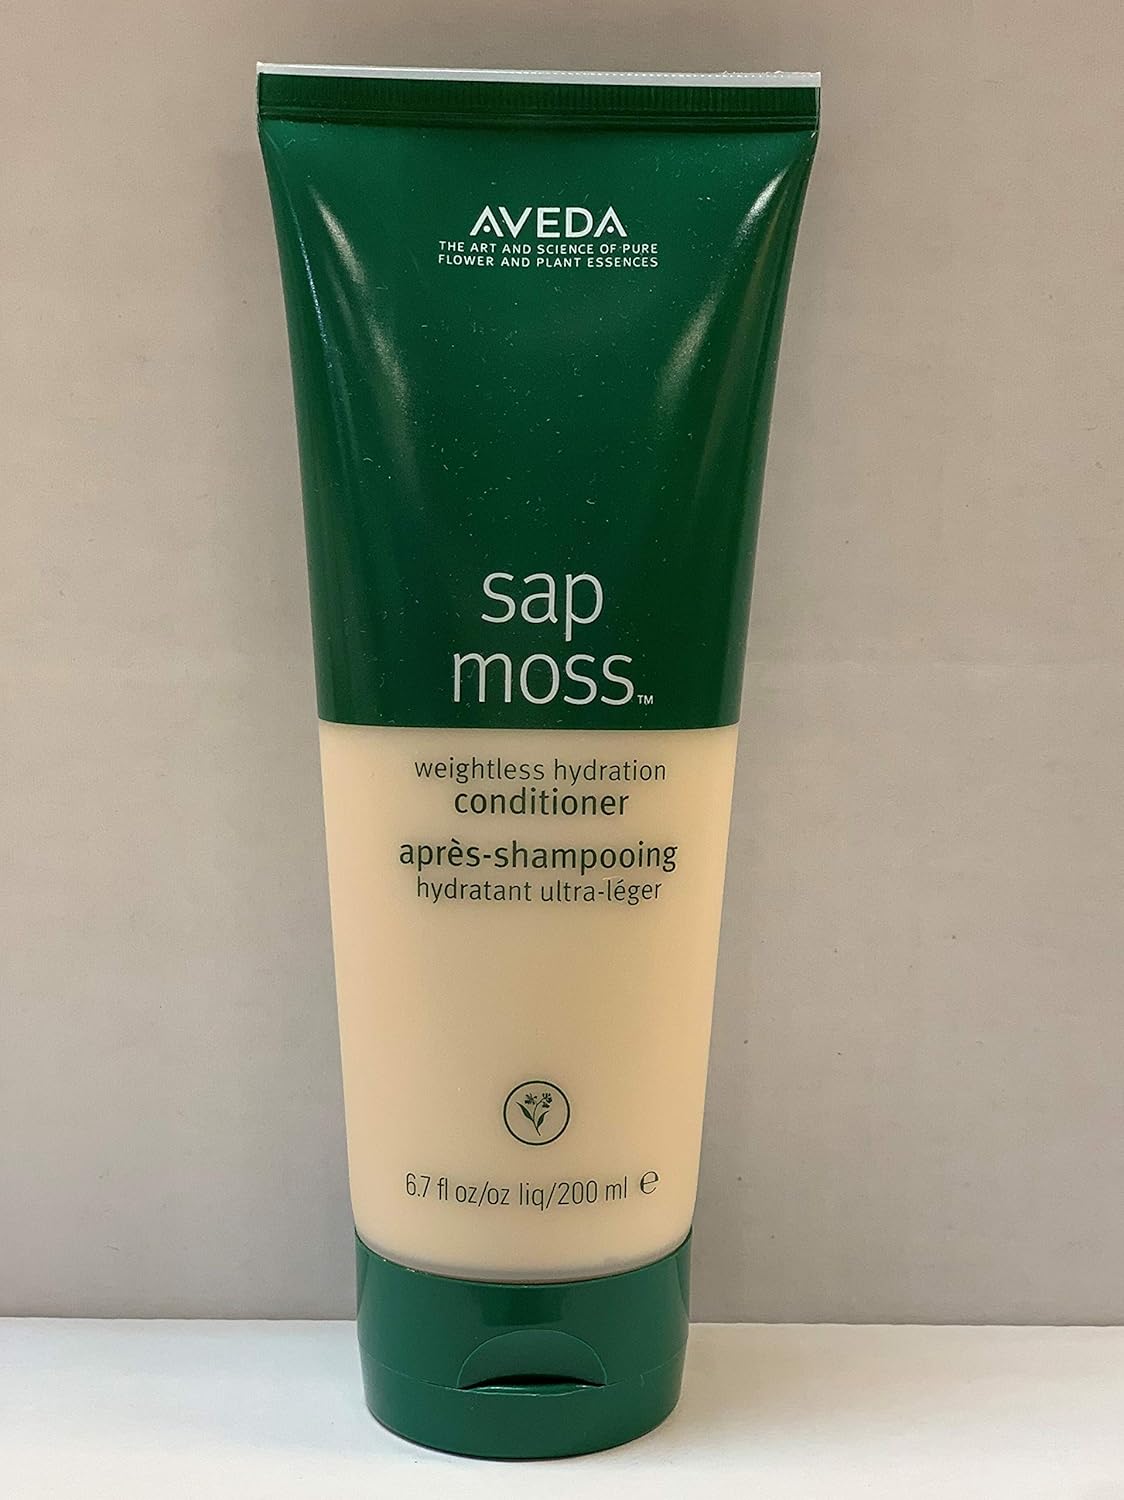 AVEDA
THE ART AND SCIENCE OF PURE
FLOWER AND PLANT ESSENCES
sap
moss™
weightless hydration
conditioner
après-shampooing
hydratant ultra-léger
6.7 fl oz/oz liq/200 ml ℮